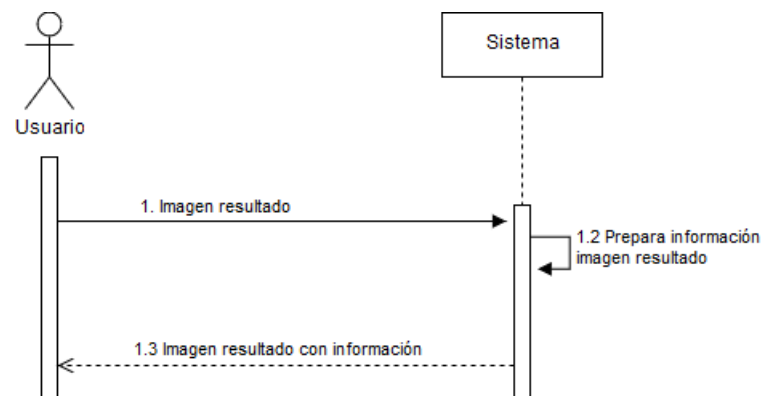 Sistema
Usuario
1. Imagen resultado
1.2 Prepara información
imagen resultado
1.3 Imagen resultado con información